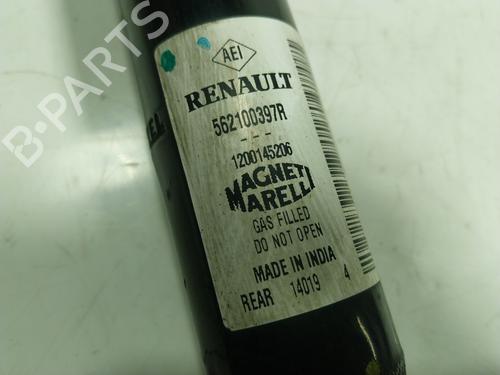 AEI
RENAULT
562100397R
---
1200145206
MAGNETI
MARELLI
GAS FILLED
DO NOT OPEN
MADE IN INDIA
REAR 14019 4
B-PARTS